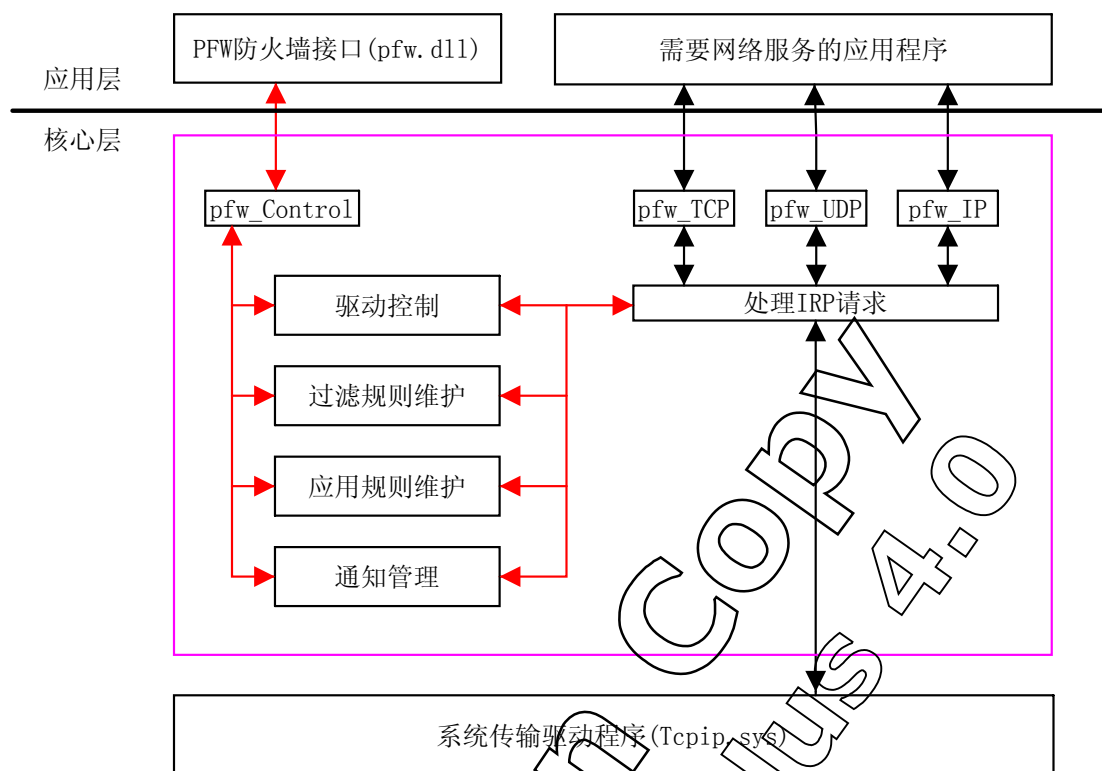 PFW防火墙接口(pfw.dll)
需要网络服务的应用程序
应用层
核心层
pfw_Control
pfw_TCP
pfw_UDP
pfw_IP
驱动控制
处理IRP请求
过滤规则维护
应用规则维护
通知管理
系统传输驱动程序(Tcpip.sys)
Copy
4.0